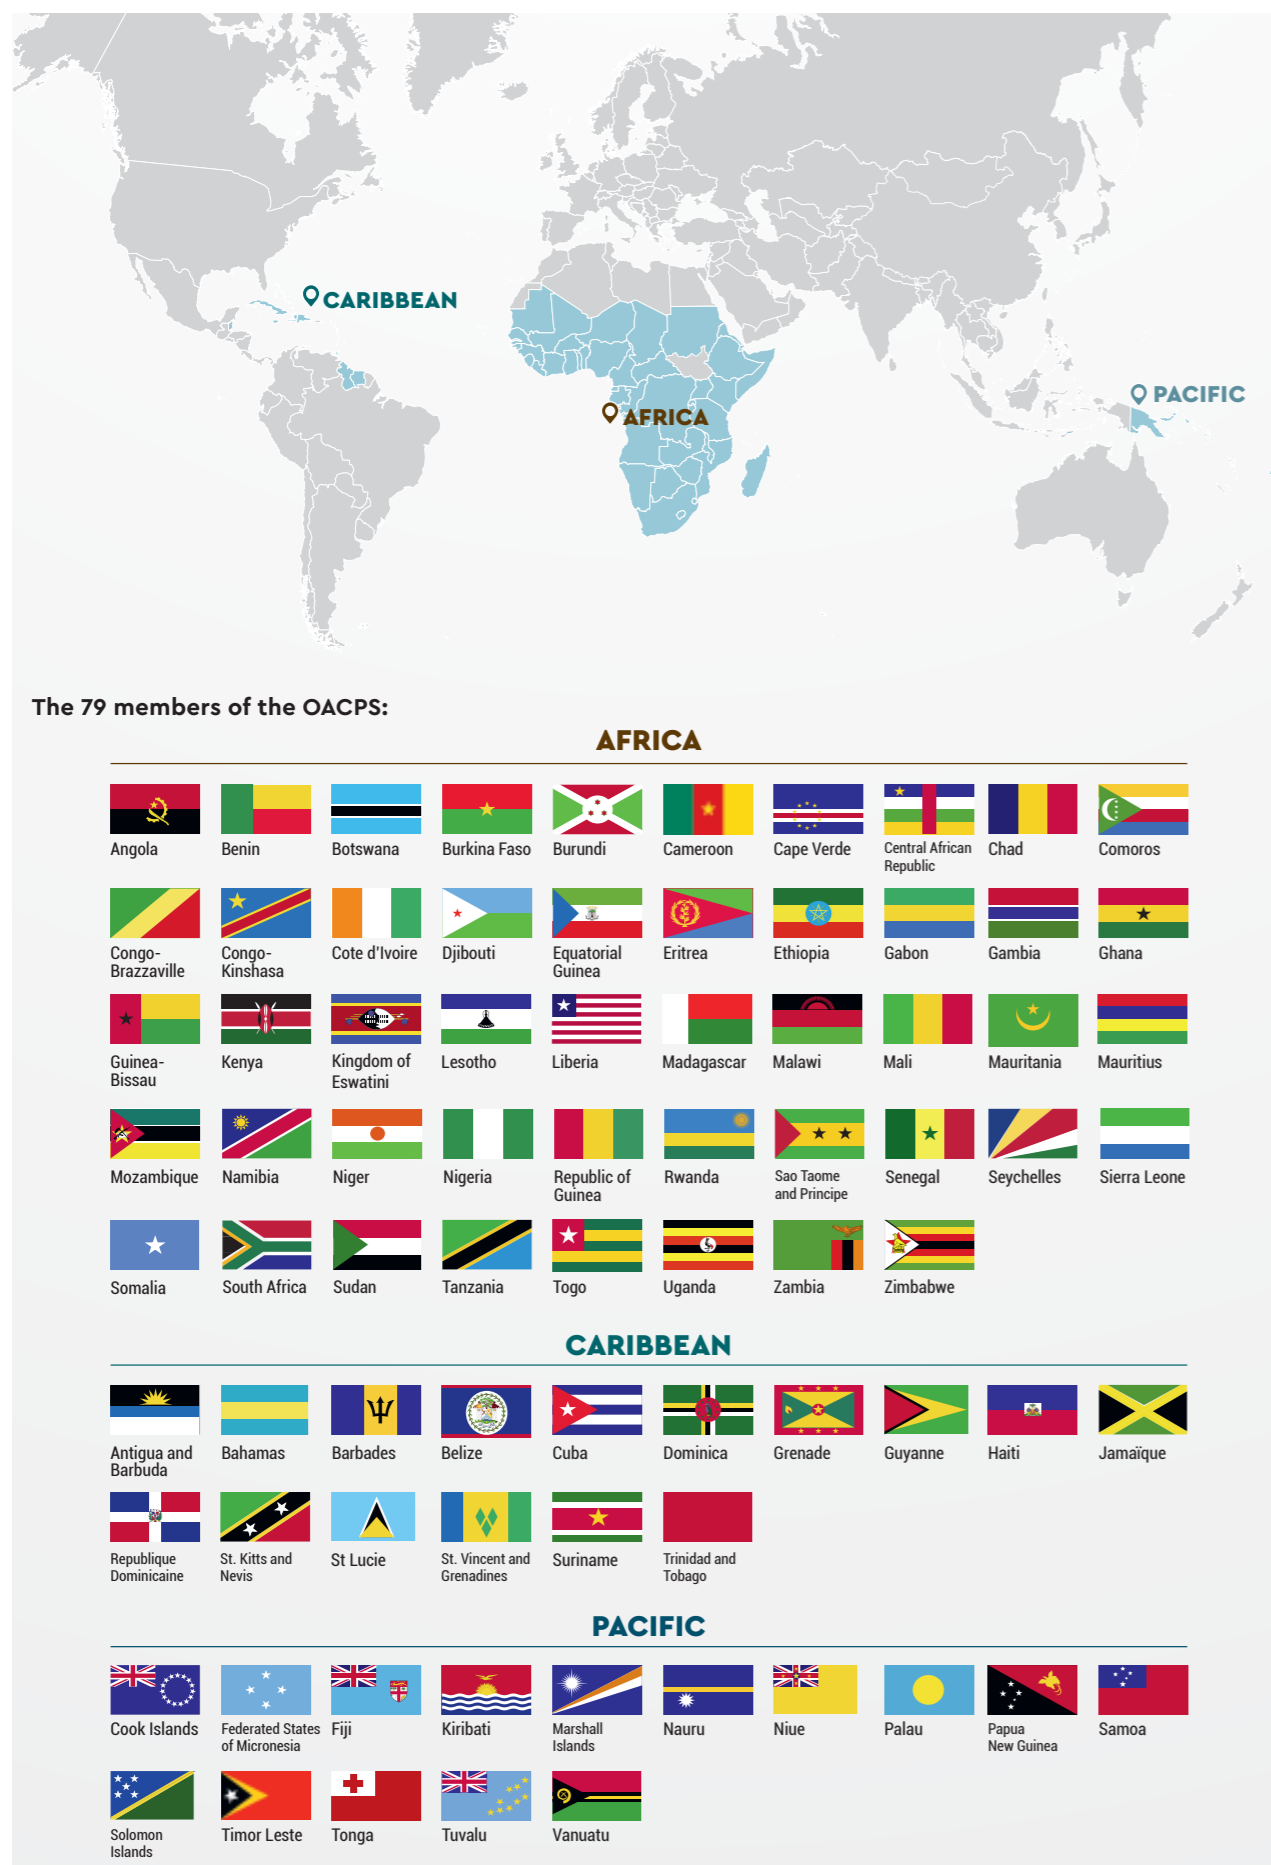 CARIBBEAN
PACIFIC
AFRICA
The 79 members of the OACPS:
AFRICA
Angola
Benin
Botswana
Burkina Faso
Burundi
Cameroon
Cape Verde
Central African
Republic
Chad
Comoros
Congo-
Brazzaville
Congo-
Kinshasa
Cote d'Ivoire
Djibouti
Equatorial
Guinea
Eritrea
Ethiopia
Gabon
Gambia
Ghana
Guinea-
Bissau
Kenya
Kingdom of
Eswatini
Lesotho
Liberia
Madagascar
Malawi
Mali
Mauritania
Mauritius
Mozambique
Namibia
Niger
Nigeria
Republic of
Guinea
Rwanda
Sao Taome
and Principe
Senegal
Seychelles
Sierra Leone
Somalia
South Africa
Sudan
Tanzania
Togo
Uganda
Zambia
Zimbabwe
CARIBBEAN
Antigua and
Barbuda
Bahamas
Barbades
Belize
Cuba
Dominica
Grenade
Guyanne
Haiti
Jamaïque
Republique
Dominicaine
St. Kitts and
Nevis
St Lucie
St. Vincent and
Grenadines
Suriname
Trinidad and
Tobago
PACIFIC
Cook Islands
Federated States
of Micronesia
Fiji
Kiribati
Marshall
Islands
Nauru
Niue
Palau
Papua
New Guinea
Samoa
Solomon
Islands
Timor Leste
Tonga
Tuvalu
Vanuatu